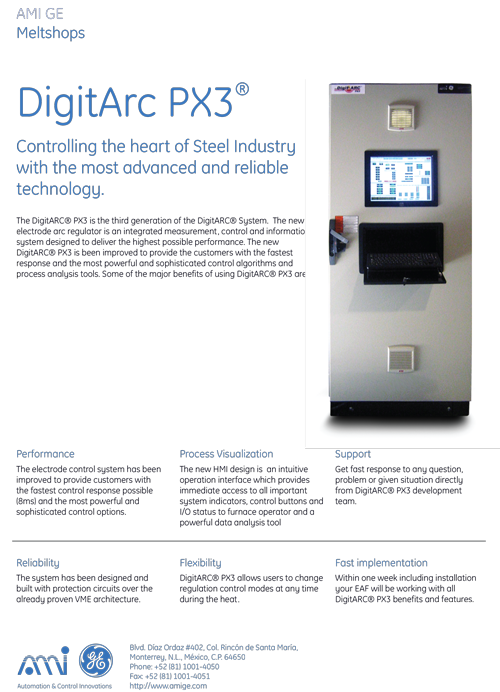 AMI GE
Meltshops
DigitArc PX3®
Controlling the heart of Steel Industry
with the most advanced and reliable
technology.
The DigitARC® PX3 is the third generation of the DigitARC® System. The new
electrode arc regulator is an integrated measurement, control and informatio
system designed to deliver the highest possible performance. The new
DigitARC® PX3 is been improved to provide the customers with the fastest
response and the most powerful and sophisticated control algorithms and
process analysis tools. Some of the major benefits of using DigitARC® PX3 are
DigitARC
Performance
The electrode control system has been
improved to provide customers with
the fastest control response possible
(8ms) and the most powerful and
sophisticated control options.
Process Visualization
The new HMI design is an intuitive
operation interface which provides
immediate access to all important
system indicators, control buttons and
I/O status to furnace operator and a
powerful data analysis tool
Support
Get fast response to any question,
problem or given situation directly
from DigitARC® PX3 development
team.
Reliability
The system has been designed and
built with protection circuits over the
already proven VME architecture.
Flexibility
DigitARC® PX3 allows users to change
regulation control modes at any time
during the heat.
Fast implementation
Within one week including installation
your EAF will be working with all
DigitARC® PX3 benefits and features.
ami
GE
Automation & Control Innovations
Blvd. Díaz Ordaz #402, Col. Rincón de Santa María,
Monterrey, N.L., México, C.P. 64650
Phone: +52 (81) 1001-4050
Fax: +52 (81) 1001-4051
http://www.amige.com